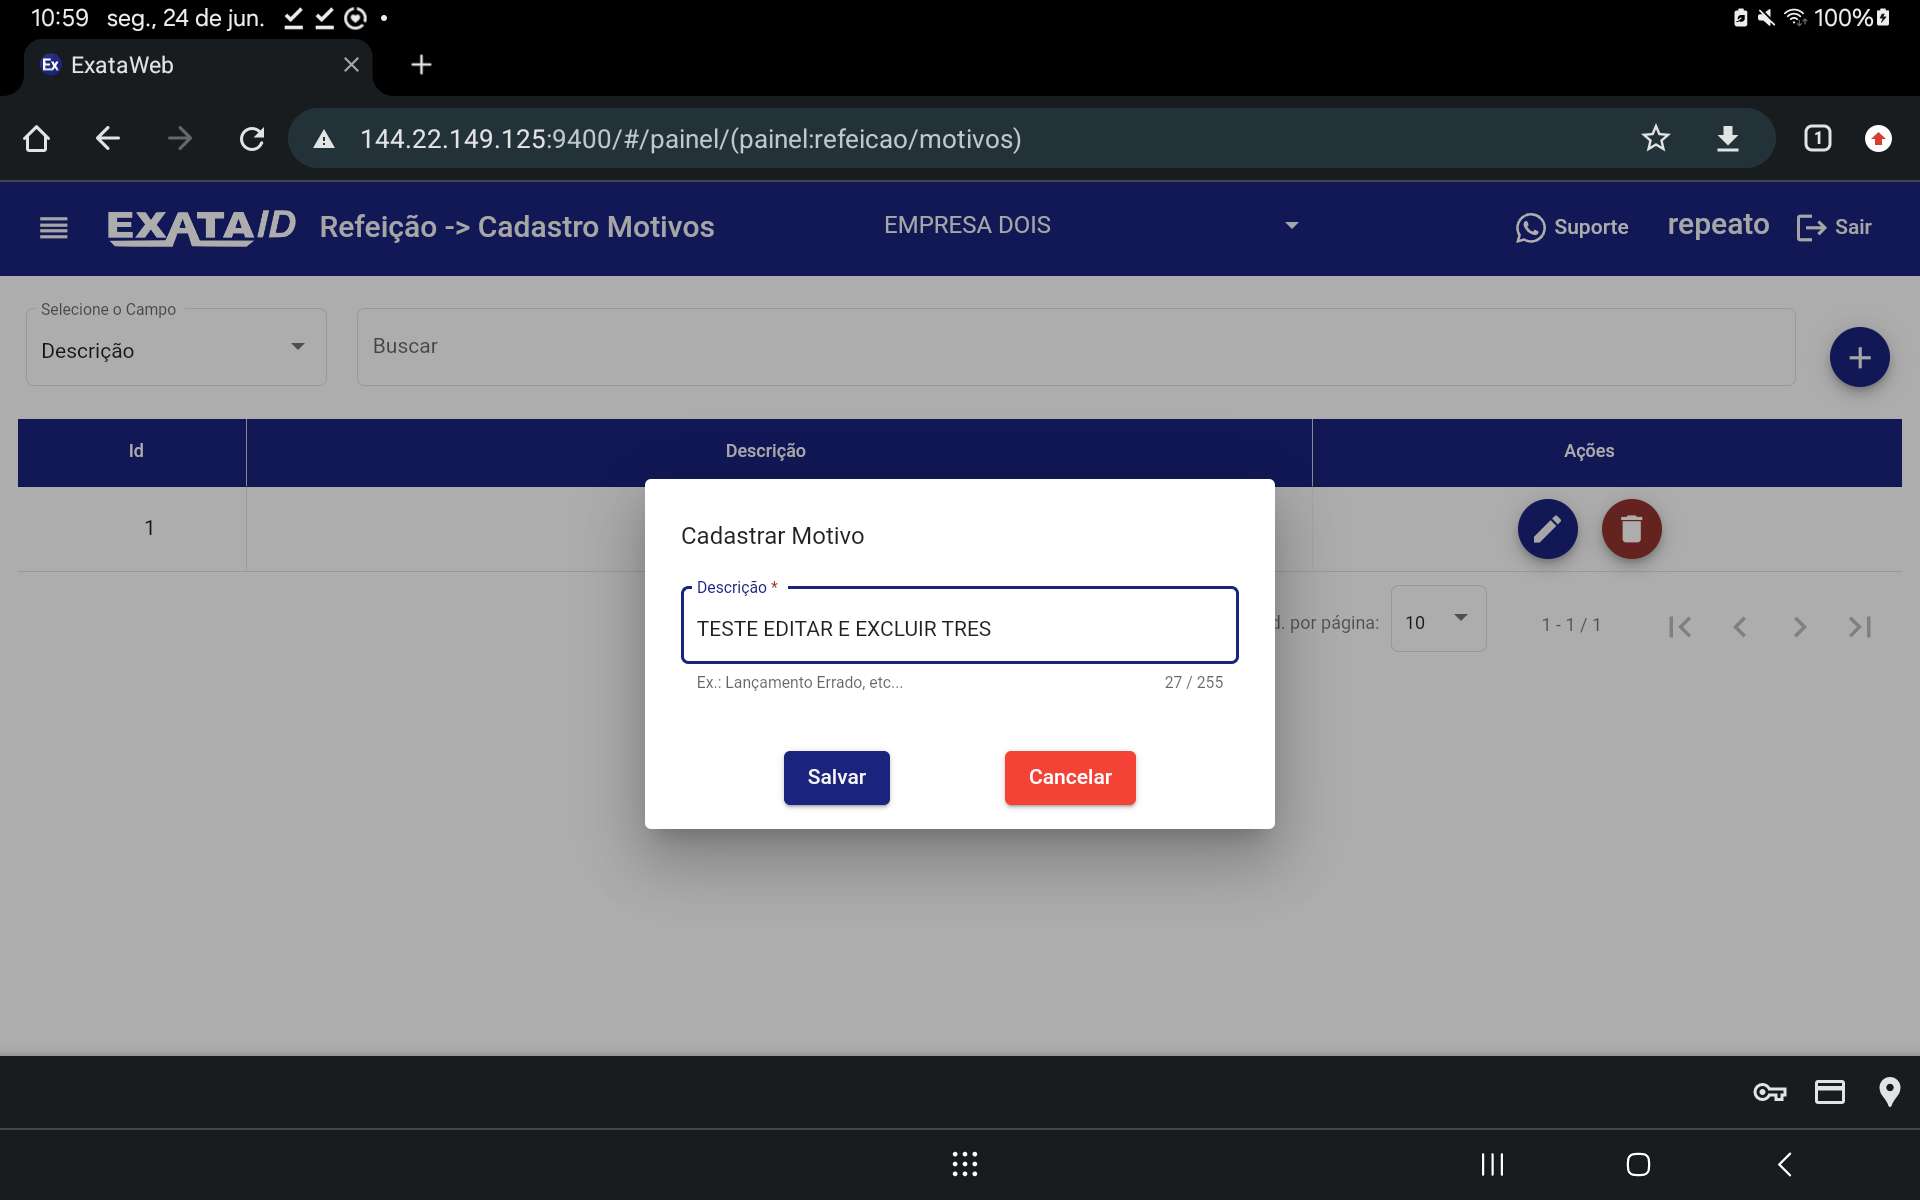 10:59 seg., 24 de jun. 100%
Ex ExataWeb
144.22.149.125:9400/#/painel/(painel:refeicao/motivos) 1
EXATA ID Refeição -> Cadastro Motivos EMPRESA DOIS Suporte repeato Sair
Selecione o Campo
Descrição Buscar
Id Descrição Ações
1
d. por página: 10 1 - 1 / 1
Cadastrar Motivo
Descrição *
TESTE EDITAR E EXCLUIR TRES
Ex.: Lançamento Errado, etc... 27 / 255
Salvar Cancelar